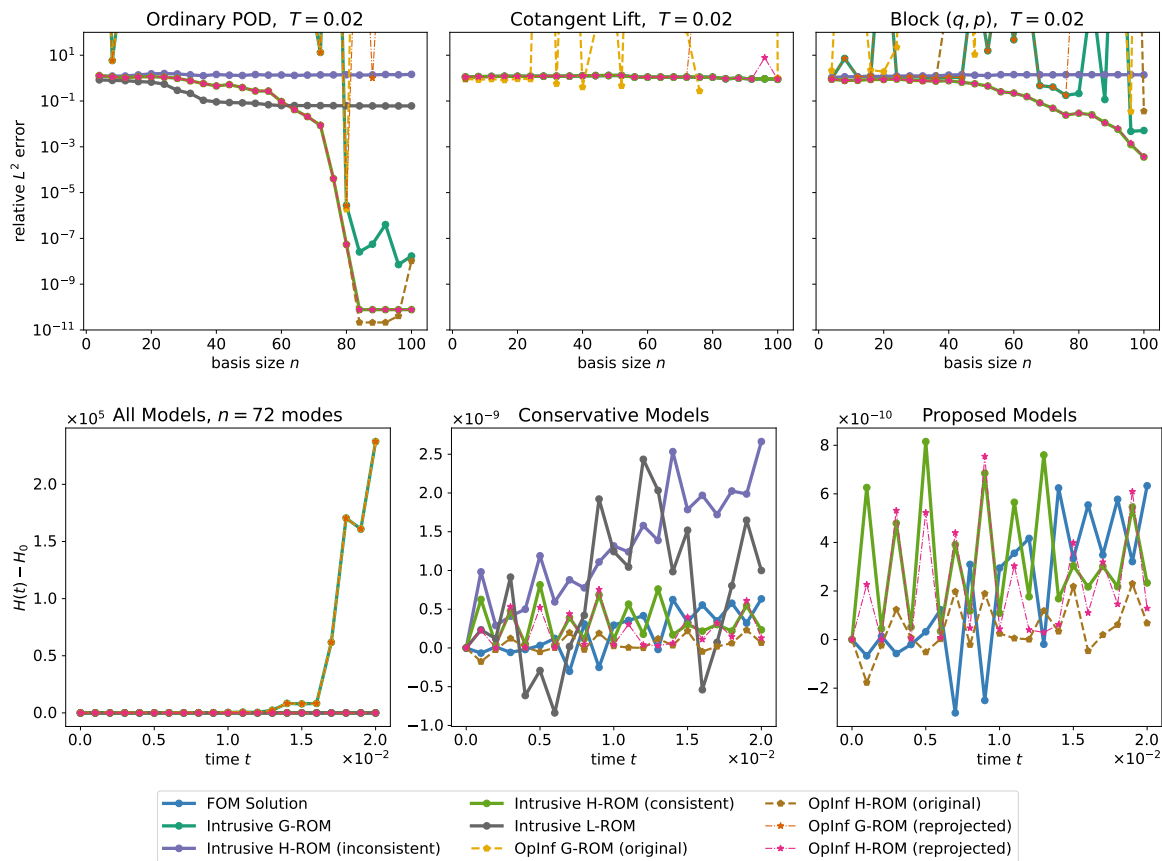 Ordinary POD, T = 0.02
Cotangent Lift, T = 0.02
Block (q, p), T = 0.02
relative L² error
10¹
10⁻¹
10⁻³
10⁻⁵
10⁻⁷
10⁻⁹
10⁻¹¹
0 20 40 60 80 100
0 20 40 60 80 100
0 20 40 60 80 100
basis size n
basis size n
basis size n
×10⁵ All Models, n = 72 modes
×10⁻⁹ Conservative Models
×10⁻¹⁰ Proposed Models
H(t) − H₀
2.0
1.5
1.0
0.5
0.0
2.5
2.0
1.5
1.0
0.5
0.0
−0.5
−1.0
8
6
4
2
0
−2
0.0 0.5 1.0 1.5 2.0
0.0 0.5 1.0 1.5 2.0
0.0 0.5 1.0 1.5 2.0
time t ×10⁻²
time t ×10⁻²
time t ×10⁻²
FOM Solution
Intrusive G-ROM
Intrusive H-ROM (inconsistent)
Intrusive H-ROM (consistent)
Intrusive L-ROM
OpInf G-ROM (original)
OpInf H-ROM (original)
OpInf G-ROM (reprojected)
OpInf H-ROM (reprojected)